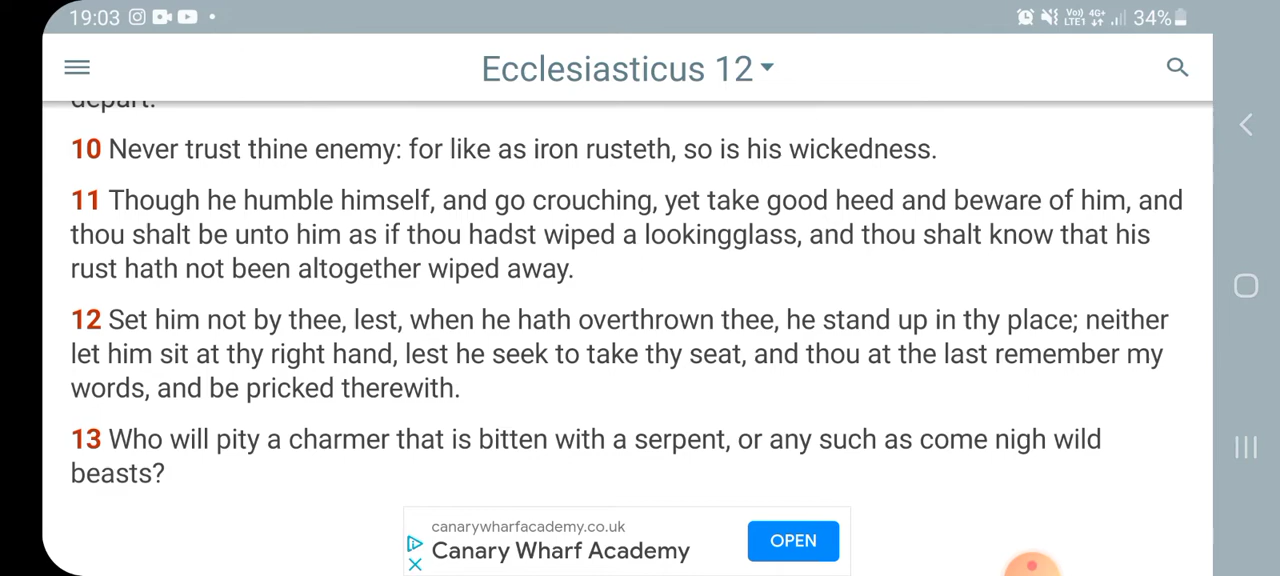 19:03
Vo) 4G+
LTE1 34%
Ecclesiasticus 12
depart.
10 Never trust thine enemy: for like as iron rusteth, so is his wickedness.
11 Though he humble himself, and go crouching, yet take good heed and beware of him, and
thou shalt be unto him as if thou hadst wiped a lookingglass, and thou shalt know that his
rust hath not been altogether wiped away.
12 Set him not by thee, lest, when he hath overthrown thee, he stand up in thy place; neither
let him sit at thy right hand, lest he seek to take thy seat, and thou at the last remember my
words, and be pricked therewith.
13 Who will pity a charmer that is bitten with a serpent, or any such as come nigh wild
beasts?
canarywharfacademy.co.uk
Canary Wharf Academy
OPEN